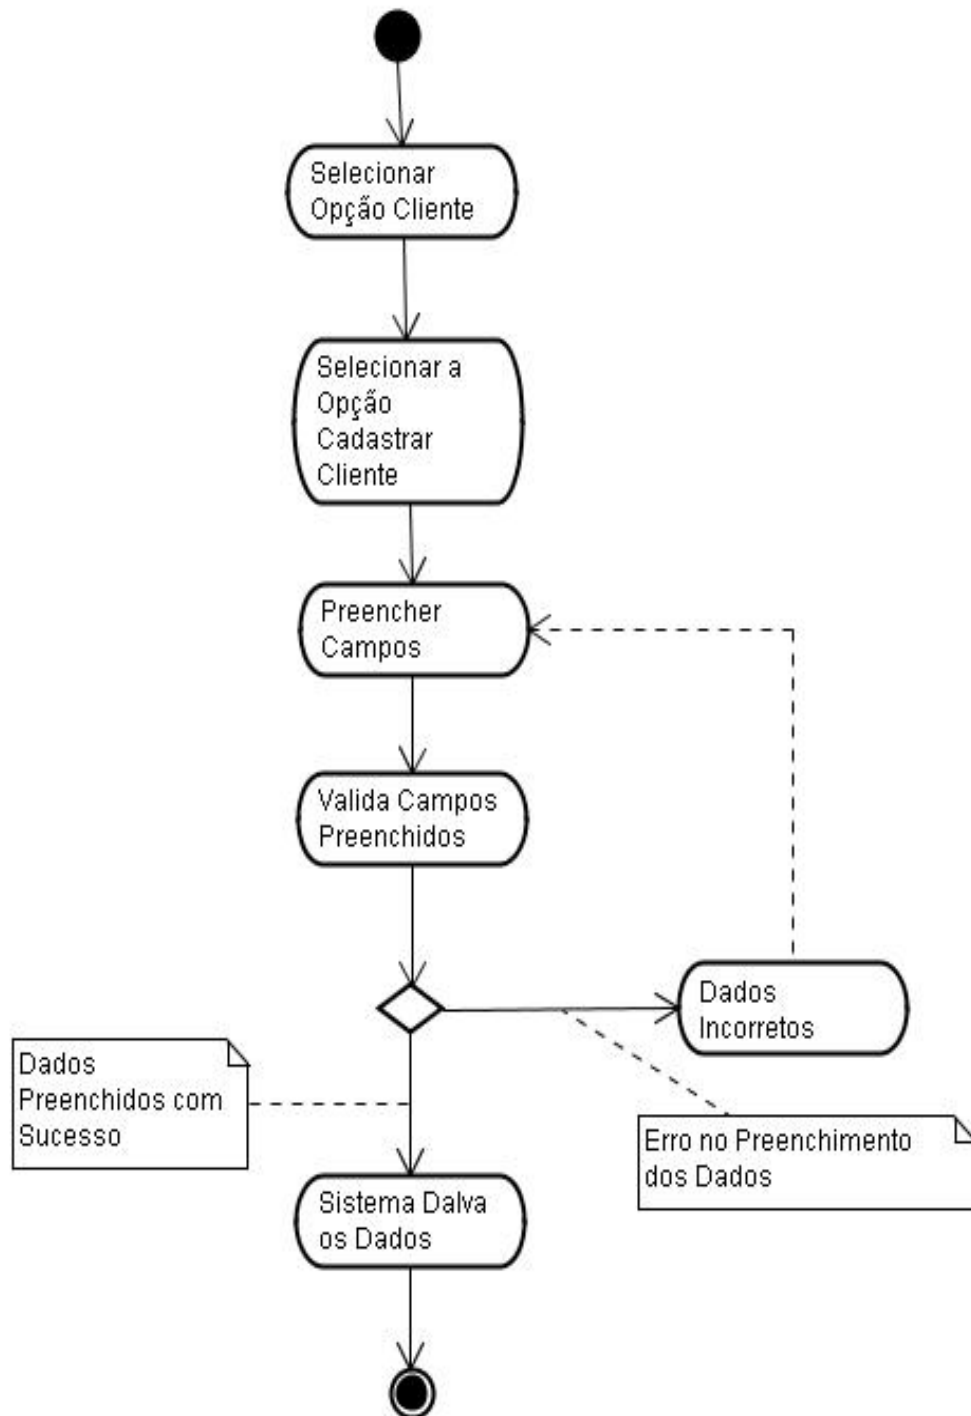 Selecionar
Opção Cliente
Selecionar a
Opção
Cadastrar
Cliente
Preencher
Campos
Valida Campos
Preenchidos
Dados
Incorretos
Dados
Preenchidos com
Sucesso
Erro no Preenchimento
dos Dados
Sistema Dalva
os Dados